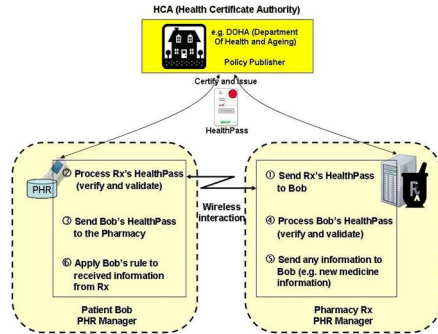 HCA (Health Certificate Authority)
e.g. DOHA (Department
Of Health and Ageing)
Policy Publisher
Certify and issue
HealthPass
PHR
② Process Rx's HealthPass
(verify and validate)
③ Send Bob's HealthPass
to the Pharmacy
⑥ Apply Bob's rule to
received information
from Rx
Patient Bob
PHR Manager
Wireless
interaction
① Send Rx's HealthPass
to Bob
④ Process Bob's HealthPass
(verify and validate)
⑤ Send any information to
Bob (e.g. new medicine
information)
Rx
Pharmacy Rx
PHR Manager